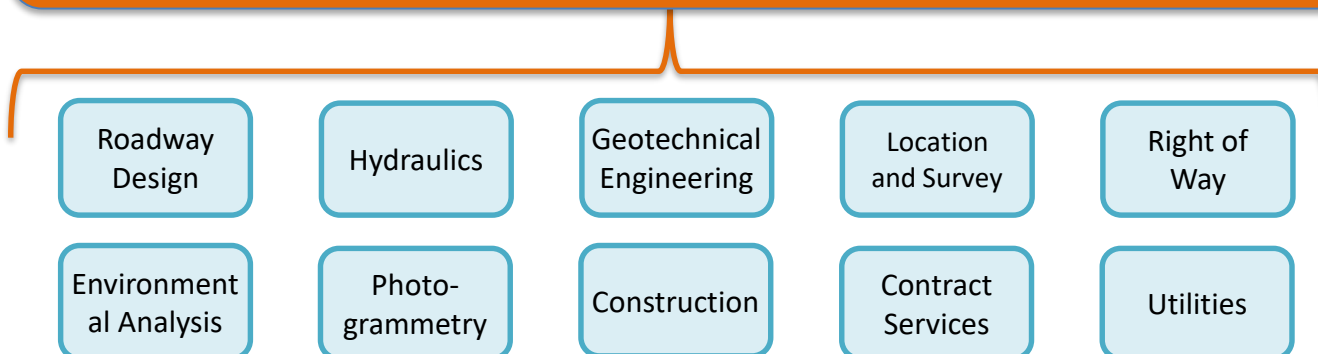 Roadway
Design
Hydraulics
Geotechnical
Engineering
Location
and Survey
Right of
Way
Environment
al Analysis
Photo-
grammetry
Construction
Contract
Services
Utilities